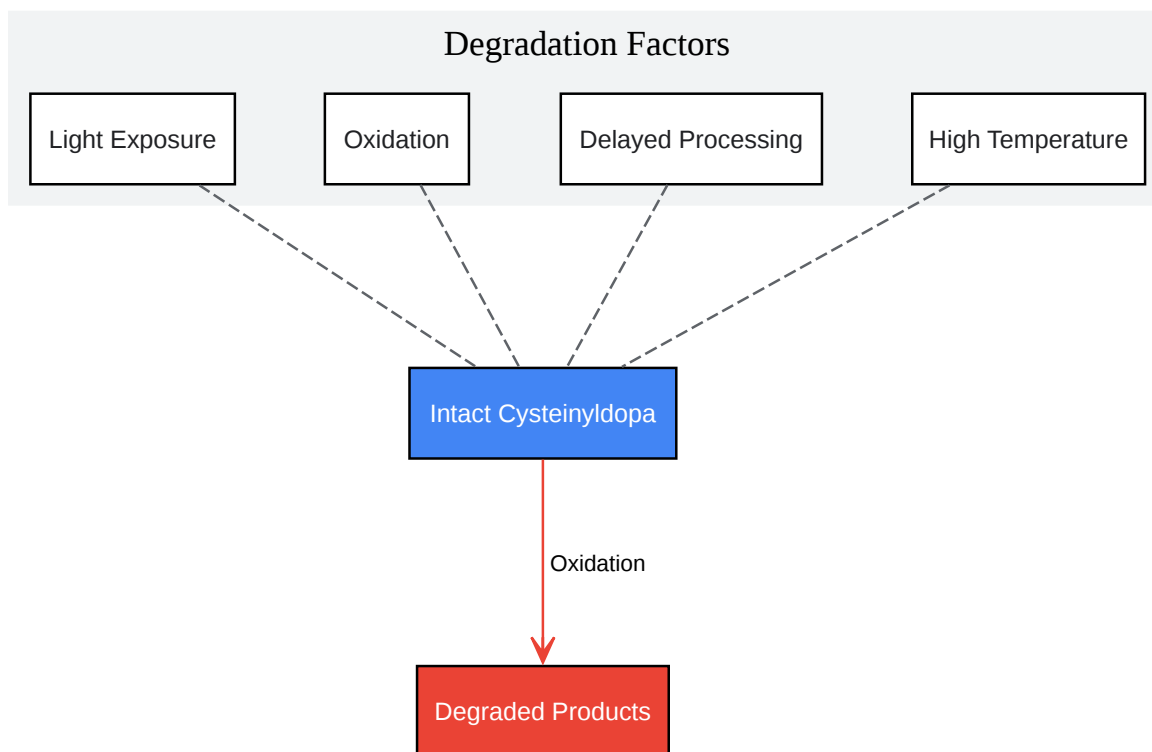 Degradation Factors
Light Exposure
Oxidation
Delayed Processing
High Temperature
Intact Cysteinyldopa
Oxidation
Degraded Products